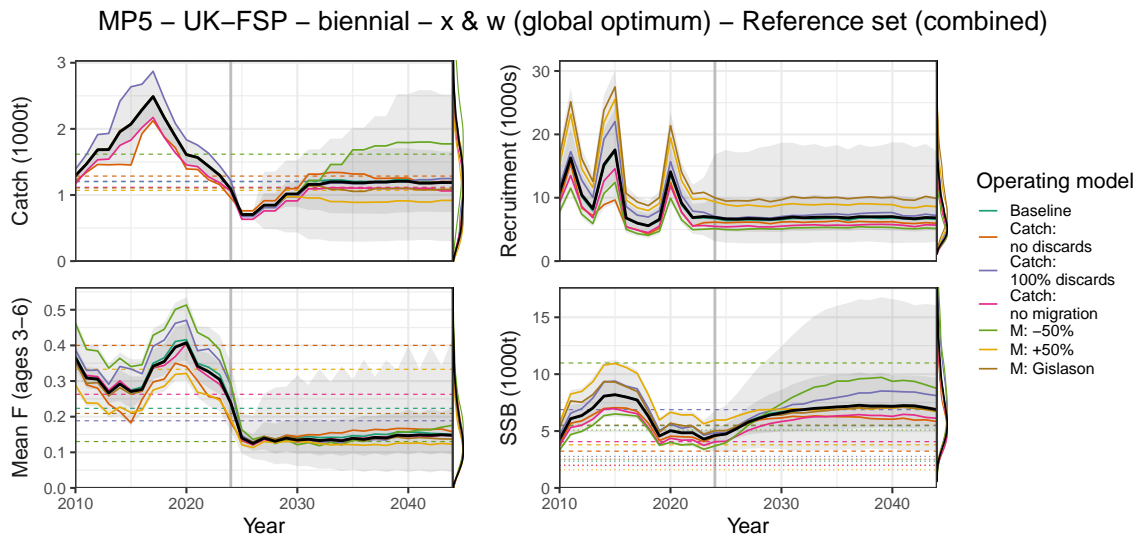 MP5 − UK−FSP − biennial − x & w (global optimum) − Reference set (combined)
Catch (1000t)
3
2
1
0
Recruitment (1000s)
30
20
10
0
Mean F (ages 3−6)
0.5
0.4
0.3
0.2
0.1
0.0
2010
2020
2030
2040
Year
SSB (1000t)
15
10
5
0
2010
2020
2030
2040
Year
Operating model
Baseline
Catch:
no discards
Catch:
100% discards
Catch:
no migration
M: −50%
M: +50%
M: Gislason